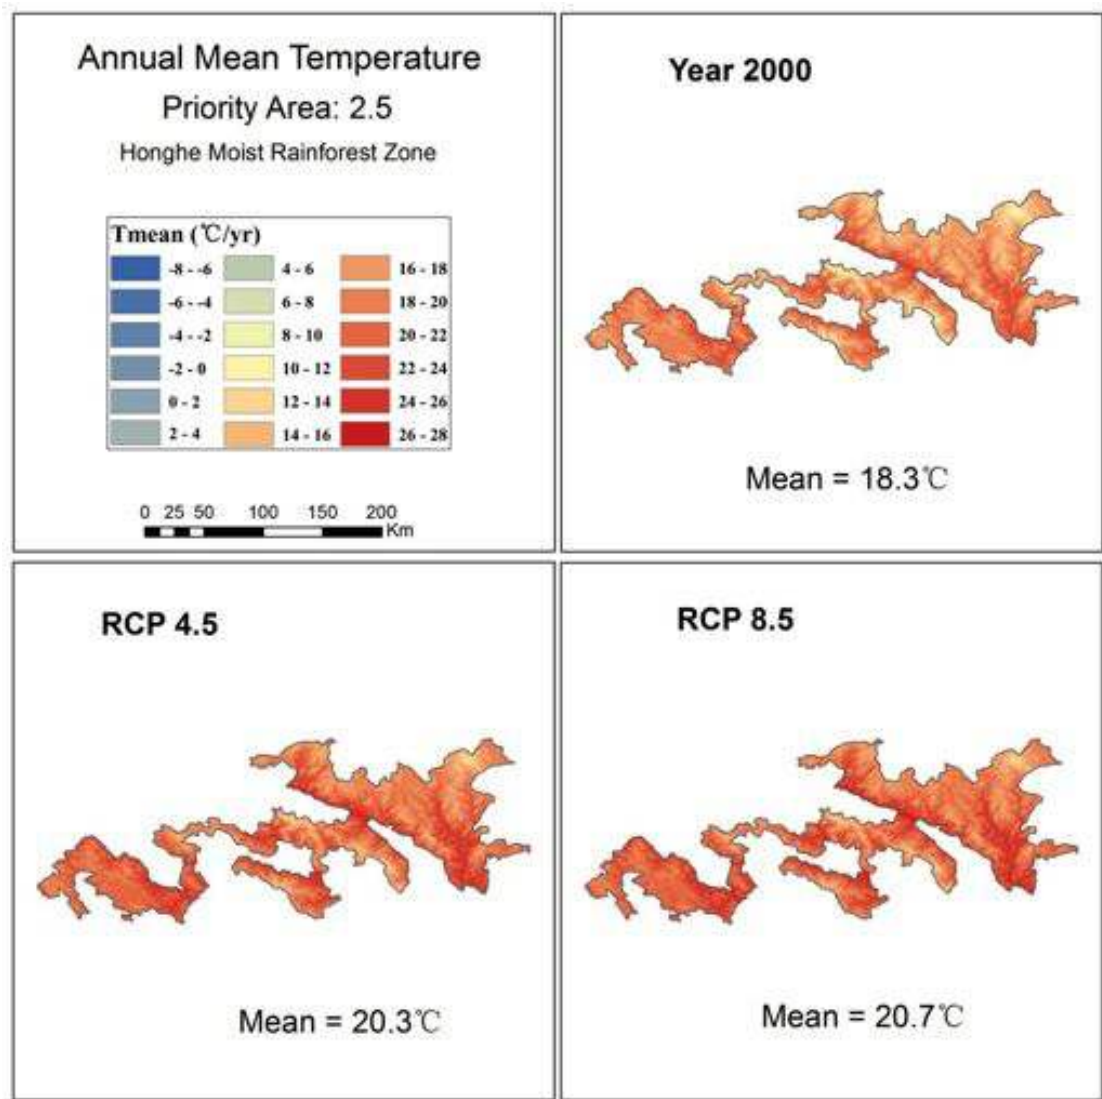 Annual Mean Temperature
Priority Area: 2.5
Honghe Moist Rainforest Zone
Tmean (℃/yr)
-8 - -6 4 - 6 16 - 18
-6 - -4 6 - 8 18 - 20
-4 - -2 8 - 10 20 - 22
-2 - 0 10 - 12 22 - 24
0 - 2 12 - 14 24 - 26
2 - 4 14 - 16 26 - 28
0 25 50 100 150 200
Km
Year 2000
Mean = 18.3℃
RCP 4.5
Mean = 20.3℃
RCP 8.5
Mean = 20.7℃